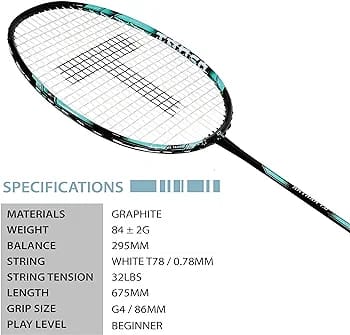 T
SPECIFICATIONS
MATERIALS GRAPHITE
WEIGHT 84 ± 2G
BALANCE 295MM
STRING WHITE T78 / 0.78MM
STRING TENSION 32LBS
LENGTH 675MM
GRIP SIZE G4 / 86MM
PLAY LEVEL BEGINNER